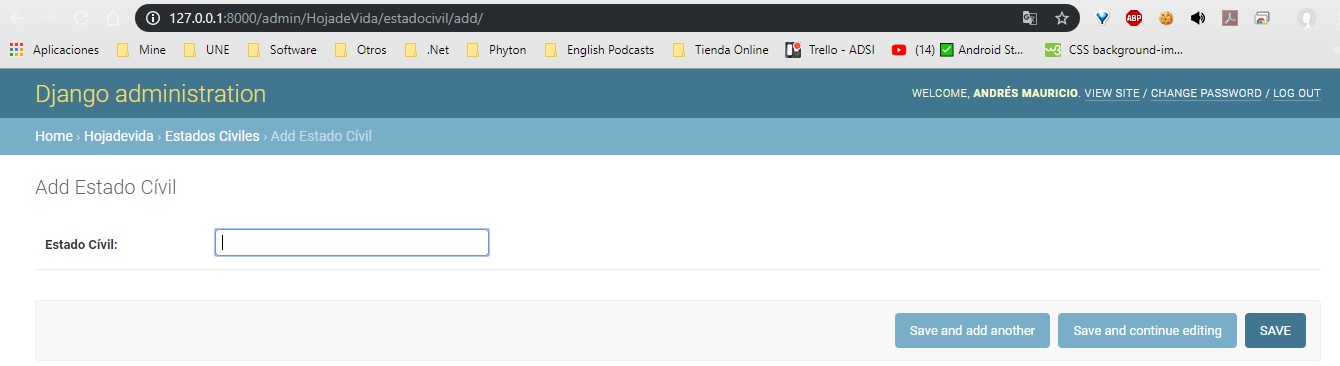 127.0.0.1:8000/admin/HojadeVida/estadocivil/add/
ABP
Aplicaciones Mine UNE Software Otros .Net Phyton English Podcasts Tienda Online Trello - ADSI (14) ✅ Android St... w3 CSS background-im...
Django administration
WELCOME, ANDRÉS MAURICIO. VIEW SITE / CHANGE PASSWORD / LOG OUT
Home › Hojadevida › Estados Civiles › Add Estado Cívil
Add Estado Cívil
Estado Cívil:
Save and add another Save and continue editing SAVE